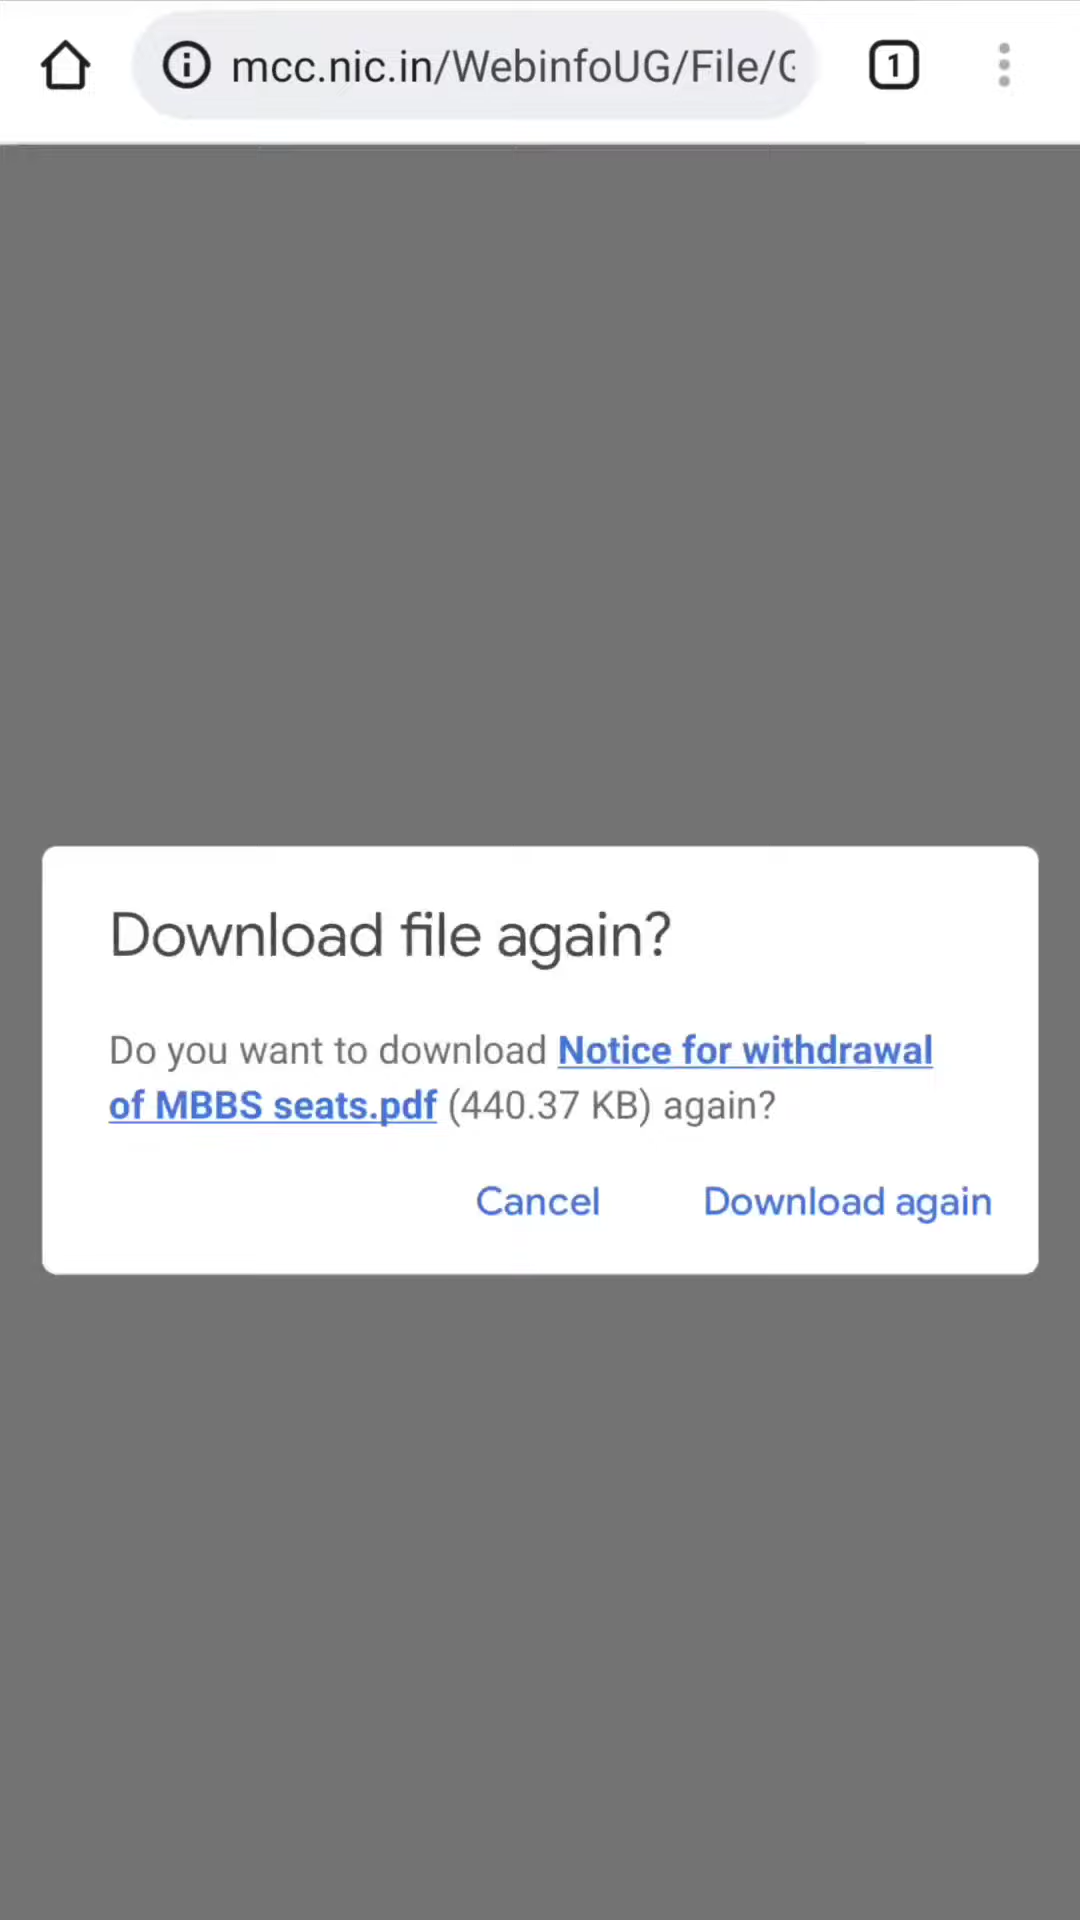 mcc.nic.in/WebinfoUG/File/G
1
Download file again?
Do you want to download Notice for withdrawal
of MBBS seats.pdf (440.37 KB) again?
Cancel Download again